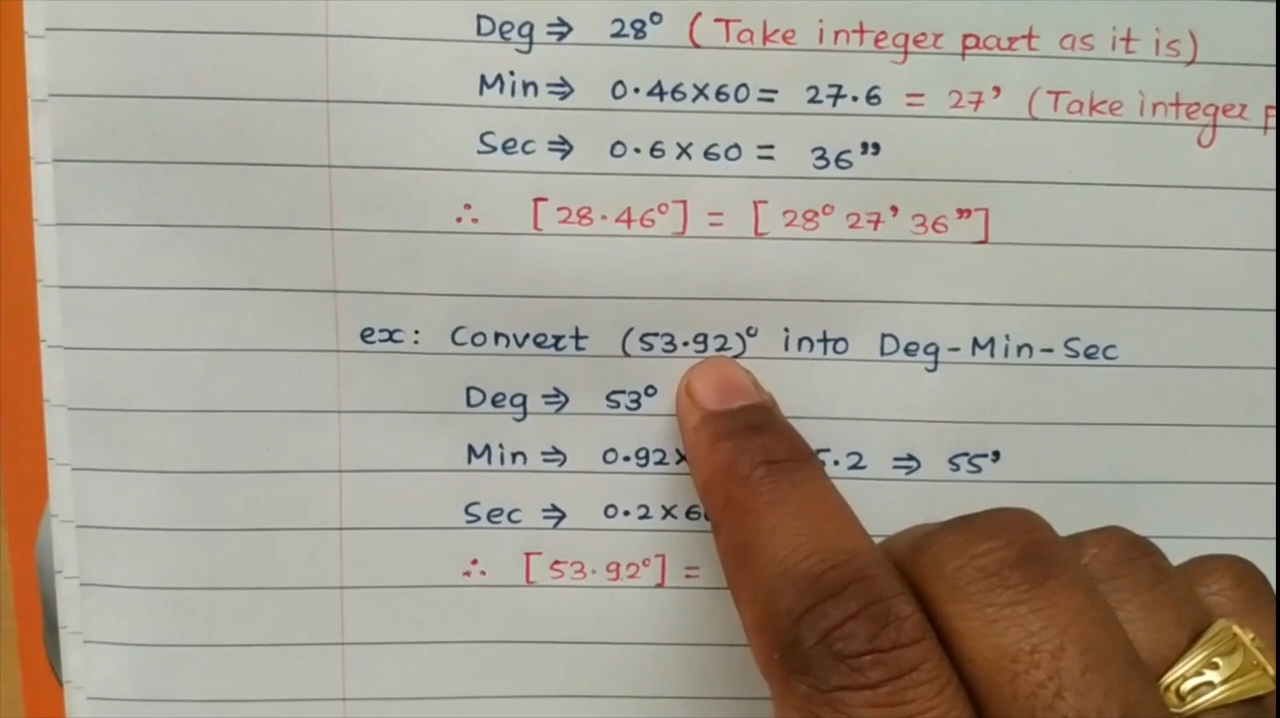 Deg ⇒ 28° (Take integer part as it is)
Min ⇒ 0.46×60 = 27.6 = 27' (Take integer
Sec ⇒ 0.6×60 = 36"
∴ [28.46°] = [28° 27' 36"]
ex: Convert (53.92)° into Deg-Min-Sec
Deg ⇒ 53°
Min ⇒ 0.92× .2 ⇒ 55'
Sec ⇒ 0.2×6
∴ [53.92°] =